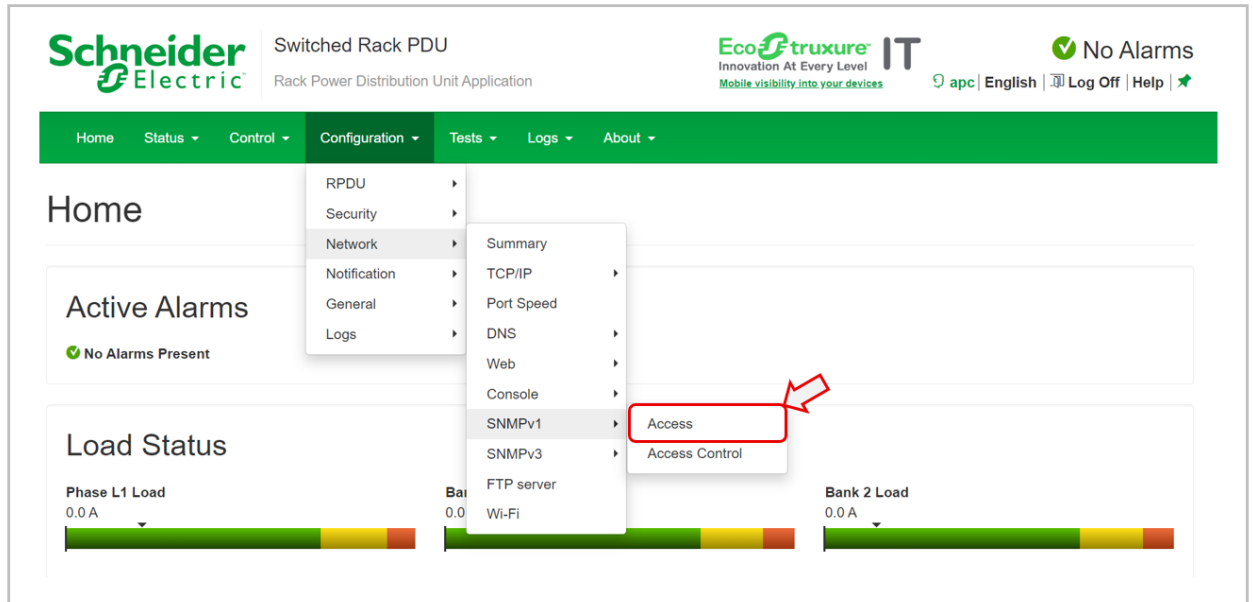 Schneider Electric
Switched Rack PDU
Rack Power Distribution Unit Application
EcoStruxure IT
Innovation At Every Level
Mobile visibility into your devices
No Alarms
apc | English | Log Off | Help |
Home Status Control Configuration Tests Logs About
RPDU
Security
Network
Notification
General
Logs
Summary
TCP/IP
Port Speed
DNS
Web
Console
SNMPv1
SNMPv3
FTP server
Wi-Fi
Access
Access Control
Home
Active Alarms
No Alarms Present
Load Status
Phase L1 Load
0.0 A
Bank 2 Load
0.0 A